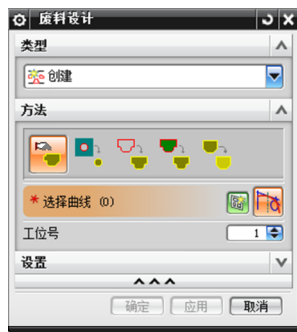 废料设计
类型
创建
方法
* 选择曲线 (0)
工位号 1
设置
确定 应用 取消